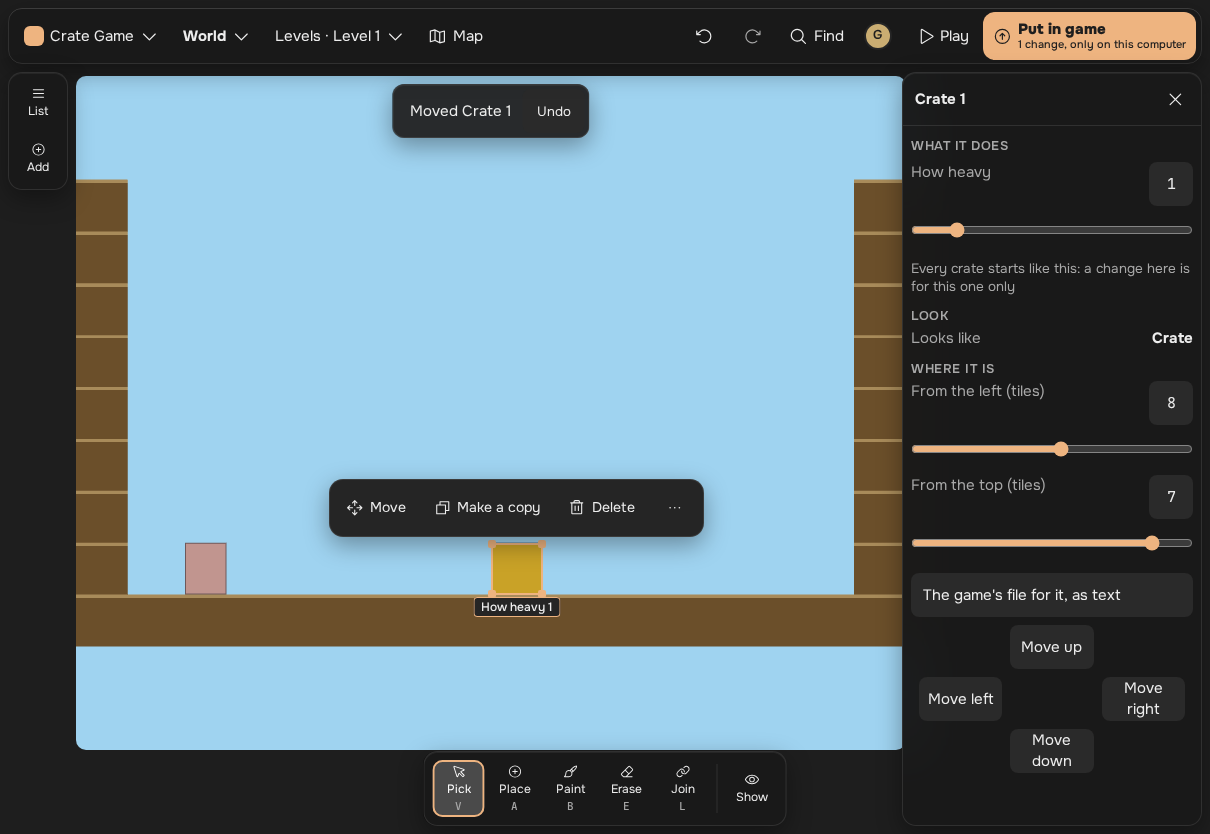 Crate Game
World
Levels · Level 1
Map
Find
G
Play
Put in game
1 change, only on this computer
List
Add
Moved Crate 1
Undo
Move
Make a copy
Delete
···
How heavy 1
Pick
V
Place
A
Paint
B
Erase
E
Join
L
Show
Crate 1
WHAT IT DOES
How heavy
1
Every crate starts like this: a change here is
for this one only
LOOK
Looks like
Crate
WHERE IT IS
From the left (tiles)
8
From the top (tiles)
7
The game's file for it, as text
Move up
Move left
Move
right
Move
down